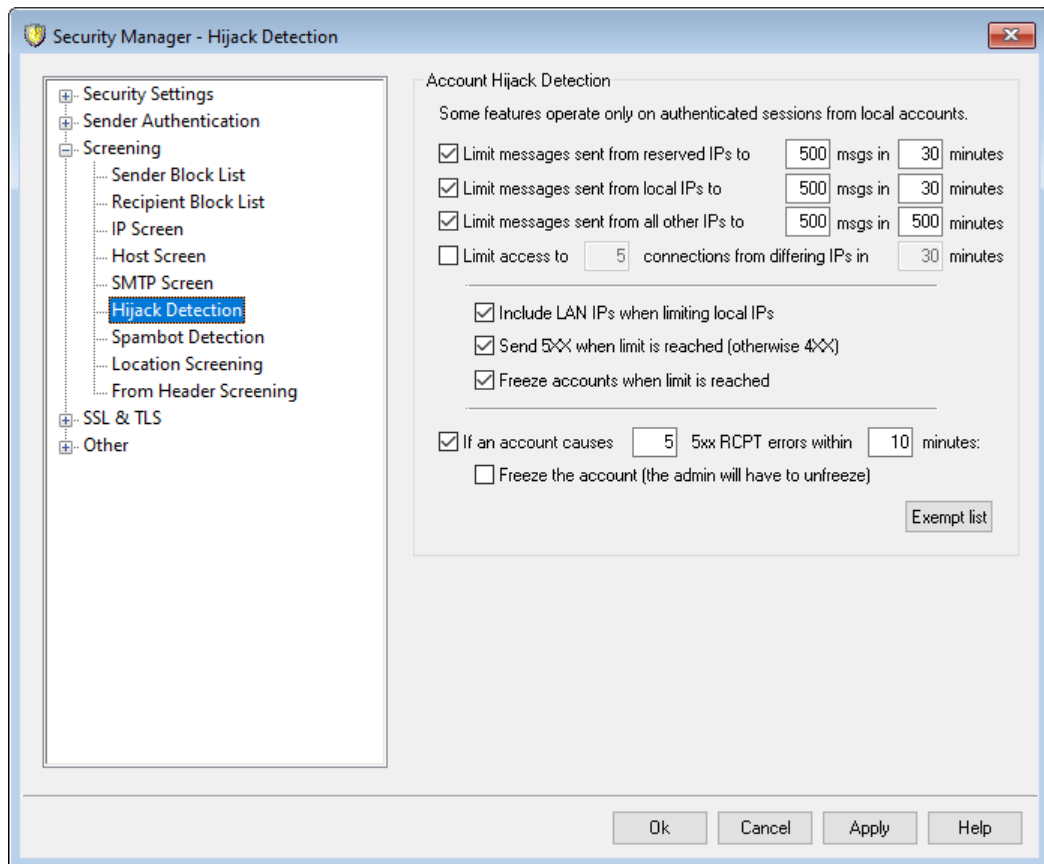 Security Manager - Hijack Detection
Security Settings
Sender Authentication
Screening
Sender Block List
Recipient Block List
IP Screen
Host Screen
SMTP Screen
Hijack Detection
Spambot Detection
Location Screening
From Header Screening
SSL & TLS
Other
Account Hijack Detection
Some features operate only on authenticated sessions from local accounts.
Limit messages sent from reserved IPs to 500 msgs in 30 minutes
Limit messages sent from local IPs to 500 msgs in 30 minutes
Limit messages sent from all other IPs to 500 msgs in 500 minutes
Limit access to 5 connections from differing IPs in 30 minutes
Include LAN IPs when limiting local IPs
Send 5XX when limit is reached (otherwise 4XX)
Freeze accounts when limit is reached
If an account causes 5 5xx RCPT errors within 10 minutes:
Freeze the account (the admin will have to unfreeze)
Exempt list
Ok Cancel Apply Help